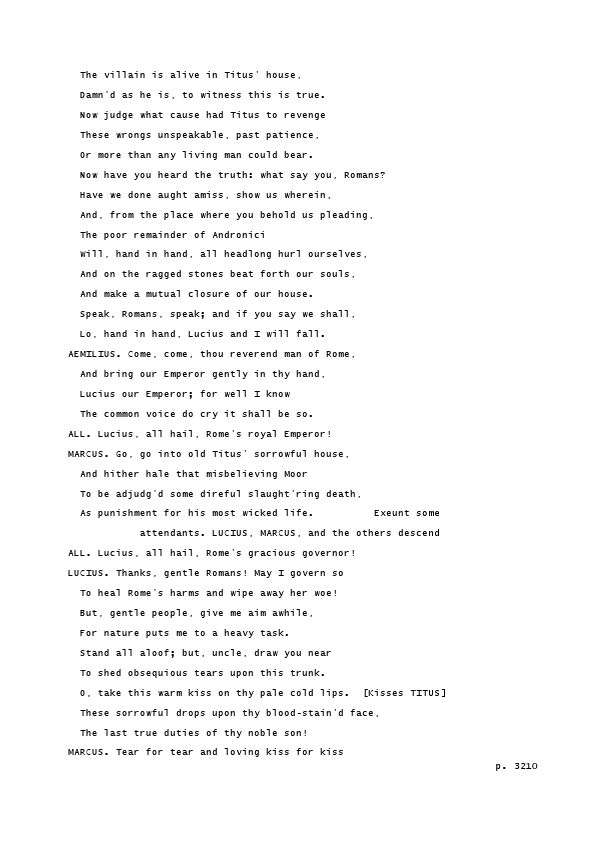 The villain is alive in Titus' house,
Damn'd as he is, to witness this is true.
Now judge what cause had Titus to revenge
These wrongs unspeakable, past patience,
Or more than any living man could bear.
Now have you heard the truth: what say you, Romans?
Have we done aught amiss, show us wherein,
And, from the place where you behold us pleading,
The poor remainder of Andronici
Will, hand in hand, all headlong hurl ourselves,
And on the ragged stones beat forth our souls,
And make a mutual closure of our house.
Speak, Romans, speak; and if you say we shall,
Lo, hand in hand, Lucius and I will fall.
AEMILIUS. Come, come, thou reverend man of Rome,
And bring our Emperor gently in thy hand,
Lucius our Emperor; for well I know
The common voice do cry it shall be so.
ALL. Lucius, all hail, Rome's royal Emperor!
MARCUS. Go, go into old Titus' sorrowful house,
And hither hale that misbelieving Moor
To be adjudg'd some direful slaught'ring death,
As punishment for his most wicked life. Exeunt some
attendants. LUCIUS, MARCUS, and the others descend
ALL. Lucius, all hail, Rome's gracious governor!
LUCIUS. Thanks, gentle Romans! May I govern so
To heal Rome's harms and wipe away her woe!
But, gentle people, give me aim awhile,
For nature puts me to a heavy task.
Stand all aloof; but, uncle, draw you near
To shed obsequious tears upon this trunk.
O, take this warm kiss on thy pale cold lips. [Kisses TITUS]
These sorrowful drops upon thy blood-stain'd face,
The last true duties of thy noble son!
MARCUS. Tear for tear and loving kiss for kiss
p. 3210